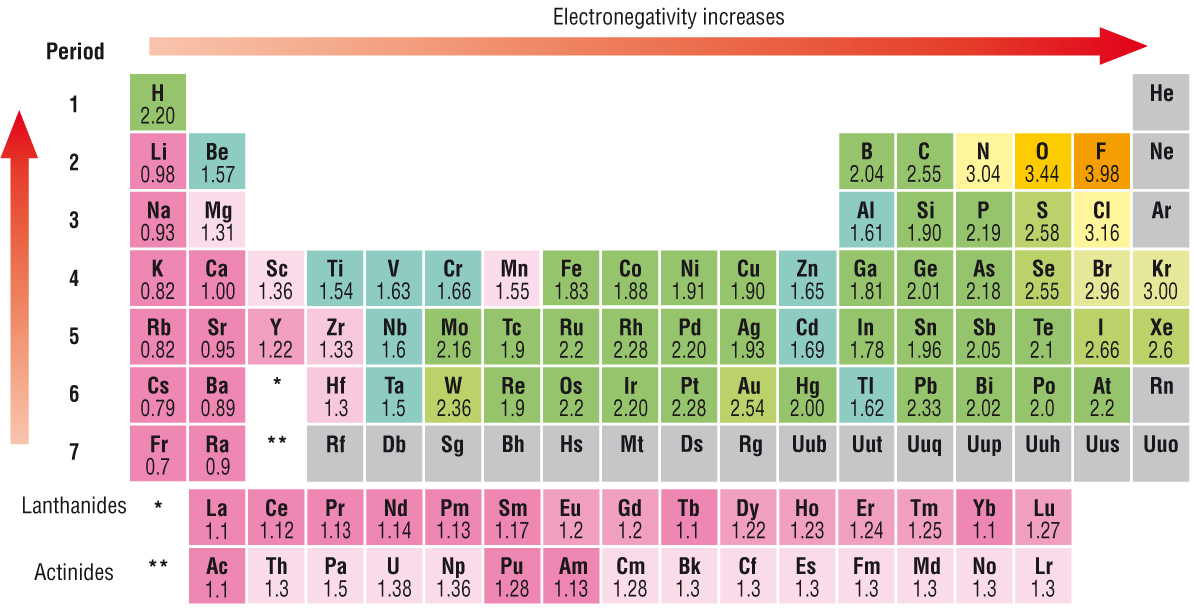 Electronegativity increases
Period
1 H He
2.20
2 Li Be B C N O F Ne
0.98 1.57 2.04 2.55 3.04 3.44 3.98
3 Na Mg Al Si P S Cl Ar
0.93 1.31 1.61 1.90 2.19 2.58 3.16
4 K Ca Sc Ti V Cr Mn Fe Co Ni Cu Zn Ga Ge As Se Br Kr
0.82 1.00 1.36 1.54 1.63 1.66 1.55 1.83 1.88 1.91 1.90 1.65 1.81 2.01 2.18 2.55 2.96 3.00
5 Rb Sr Y Zr Nb Mo Tc Ru Rh Pd Ag Cd In Sn Sb Te I Xe
0.82 0.95 1.22 1.33 1.6 2.16 1.9 2.2 2.28 2.20 1.93 1.69 1.78 1.96 2.05 2.1 2.66 2.6
6 Cs Ba * Hf Ta W Re Os Ir Pt Au Hg Tl Pb Bi Po At Rn
0.79 0.89 1.3 1.5 2.36 1.9 2.2 2.20 2.28 2.54 2.00 1.62 2.33 2.02 2.0 2.2
7 Fr Ra ** Rf Db Sg Bh Hs Mt Ds Rg Uub Uut Uuq Uup Uuh Uus Uuo
0.7 0.9
Lanthanides * La Ce Pr Nd Pm Sm Eu Gd Tb Dy Ho Er Tm Yb Lu
1.1 1.12 1.13 1.14 1.13 1.17 1.2 1.2 1.1 1.22 1.23 1.24 1.25 1.1 1.27
Actinides ** Ac Th Pa U Np Pu Am Cm Bk Cf Es Fm Md No Lr
1.1 1.3 1.5 1.38 1.36 1.28 1.13 1.28 1.3 1.3 1.3 1.3 1.3 1.3 1.3